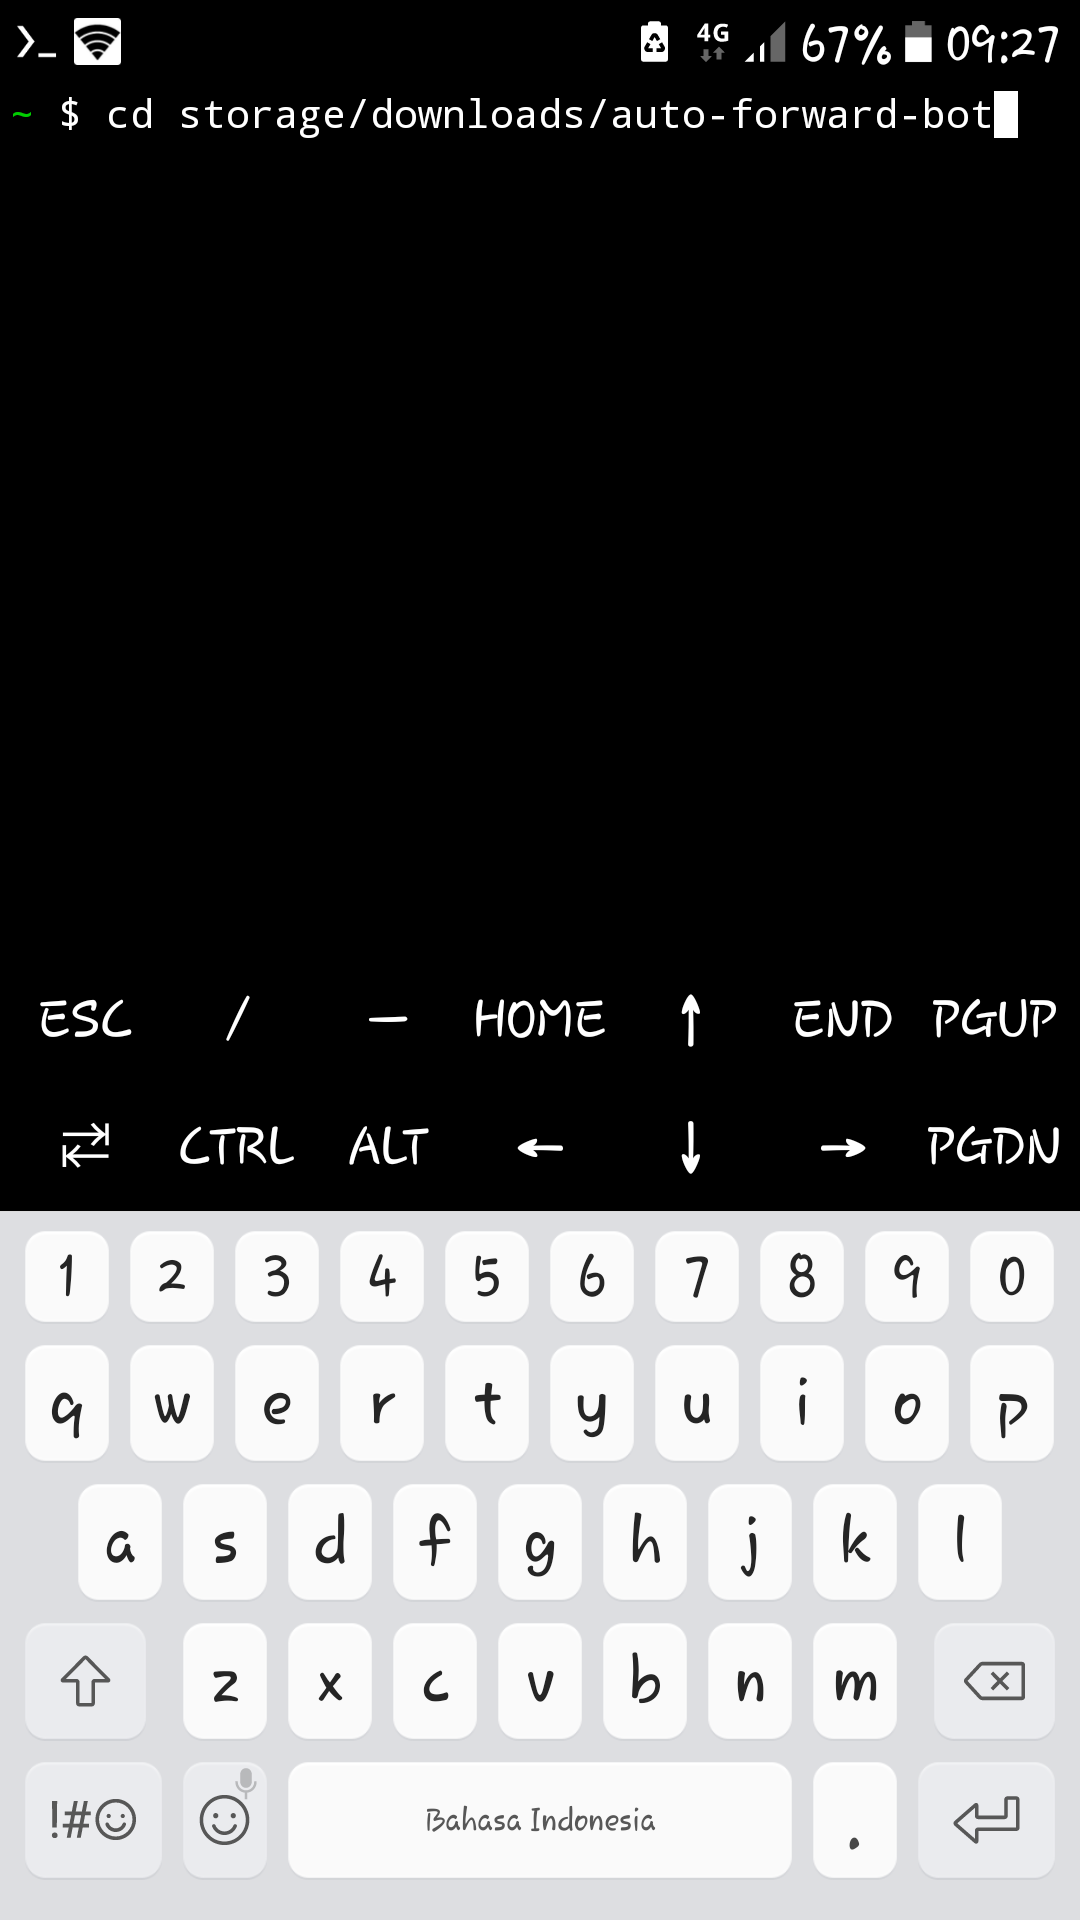 4G 67% 09:27
~ $ cd storage/downloads/auto-forward-bot
ESC / — HOME ↑ END PGUP
⇄ CTRL ALT ← ↓ → PGDN
1 2 3 4 5 6 7 8 9 0
q w e r t y u i o p
a s d f g h j k l
z x c v b n m
!#☺ Bahasa Indonesia .